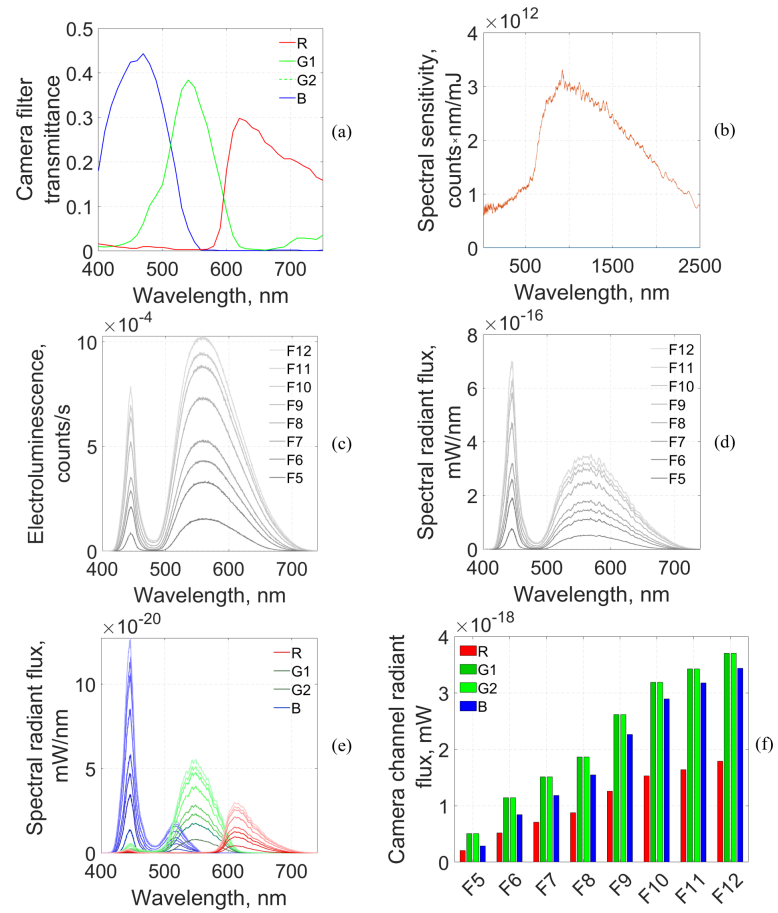 0.5
0.4
0.3
0.2
0.1
0
400 500 600 700
Camera filter
transmittance
Wavelength, nm
R
G1
G2
B
(a)
×10^12
4
3
2
1
0
500 1500 2500
Spectral sensitivity,
counts×nm/mJ
Wavelength, nm
(b)
×10^-4
10
5
0
400 500 600 700
Electroluminescence,
counts/s
Wavelength, nm
F12
F11
F10
F9
F8
F7
F6
F5
(c)
×10^-16
8
6
4
2
0
400 500 600 700
Spectral radiant flux,
mW/nm
Wavelength, nm
F12
F11
F10
F9
F8
F7
F6
F5
(d)
×10^-20
10
5
0
400 500 600 700
Spectral radiant flux,
mW/nm
Wavelength, nm
R
G1
G2
B
(e)
×10^-18
4
3
2
1
0
F5 F6 F7 F8 F9 F10 F11 F12
Camera channel radiant
flux, mW
R
G1
G2
B
(f)